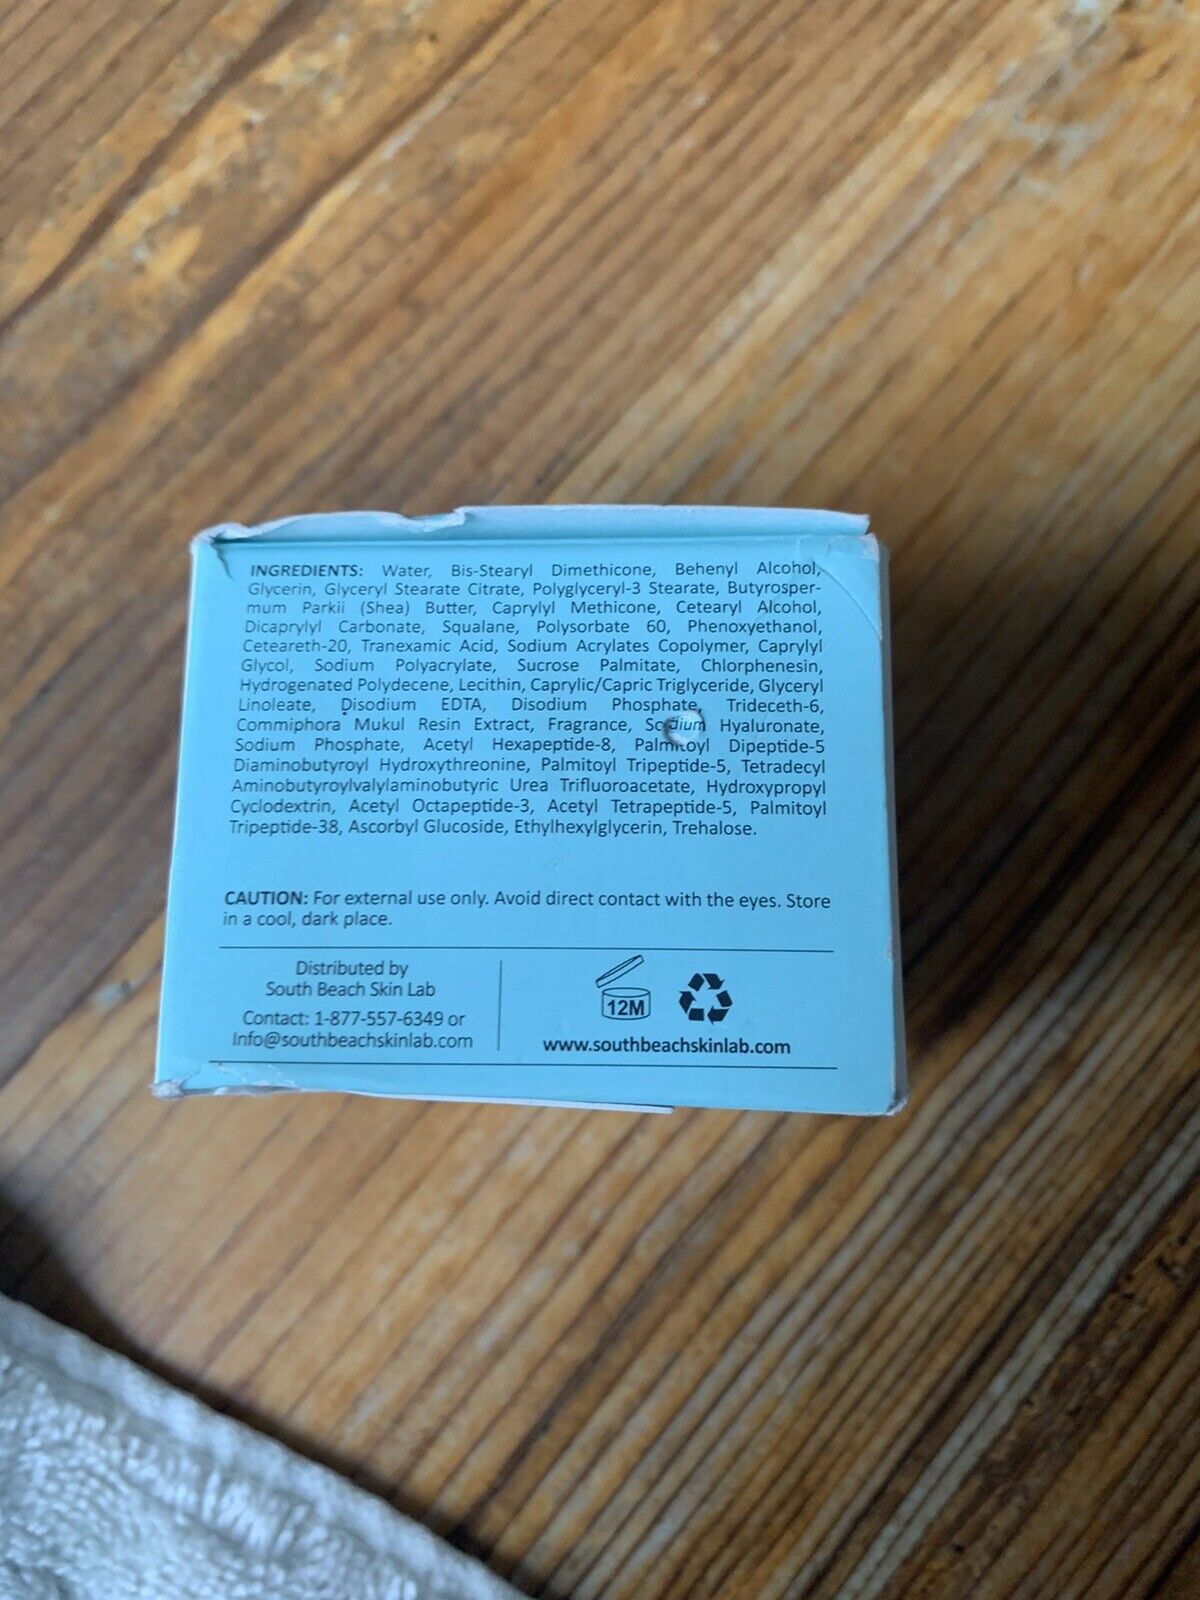 INGREDIENTS: Water, Bis-Stearyl Dimethicone, Behenyl Alcohol,
Glycerin, Glyceryl Stearate Citrate, Polyglyceryl-3 Stearate, Butyrosper-
mum Parkii (Shea) Butter, Caprylyl Methicone, Cetearyl Alcohol,
Dicaprylyl Carbonate, Squalane, Polysorbate 60, Phenoxyethanol,
Ceteareth-20, Tranexamic Acid, Sodium Acrylates Copolymer, Caprylyl
Glycol, Sodium Polyacrylate, Sucrose Palmitate, Chlorphenesin,
Hydrogenated Polydecene, Lecithin, Caprylic/Capric Triglyceride, Glyceryl
Linoleate, Disodium EDTA, Disodium Phosphate, Trideceth-6,
Commiphora Mukul Resin Extract, Fragrance, Sodium Hyaluronate,
Sodium Phosphate, Acetyl Hexapeptide-8, Palmitoyl Dipeptide-5
Diaminobutyroyl Hydroxythreonine, Palmitoyl Tripeptide-5, Tetradecyl
Aminobutyroylvalylaminobutyric Urea Trifluoroacetate, Hydroxypropyl
Cyclodextrin, Acetyl Octapeptide-3, Acetyl Tetrapeptide-5, Palmitoyl
Tripeptide-38, Ascorbyl Glucoside, Ethylhexylglycerin, Trehalose.
CAUTION: For external use only. Avoid direct contact with the eyes. Store
in a cool, dark place.
Distributed by
South Beach Skin Lab
Contact: 1-877-557-6349 or
Info@southbeachskinlab.com
12M
www.southbeachskinlab.com